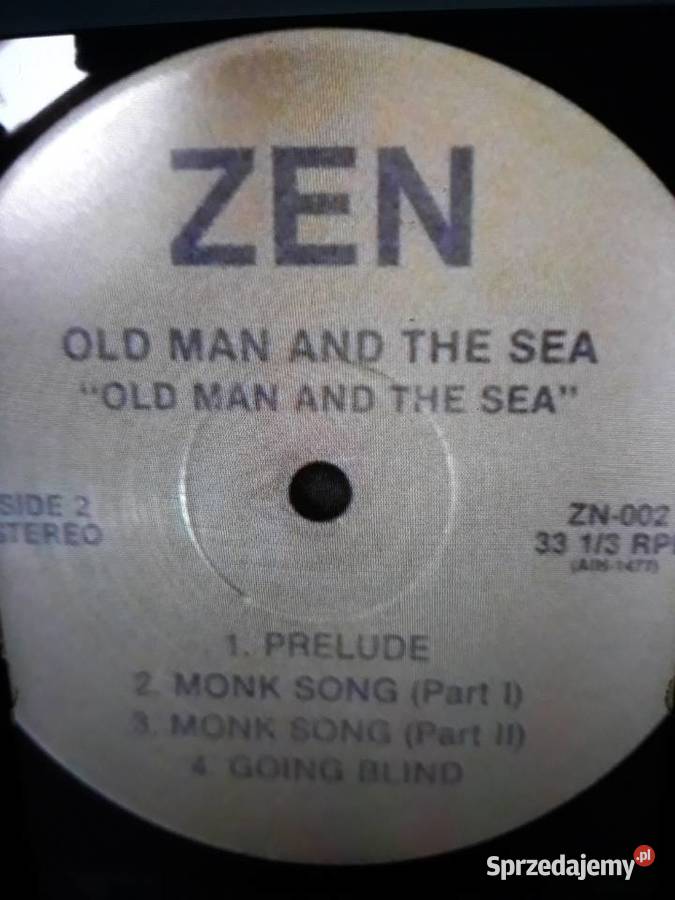 ZEN
OLD MAN AND THE SEA
"OLD MAN AND THE SEA"
SIDE 2
STEREO
ZN-002
33 1/3 RP
1. PRELUDE
2. MONK SONG (Part I)
3. MONK SONG (Part II)
4. GOING BLIND
Sprzedajemy.pl